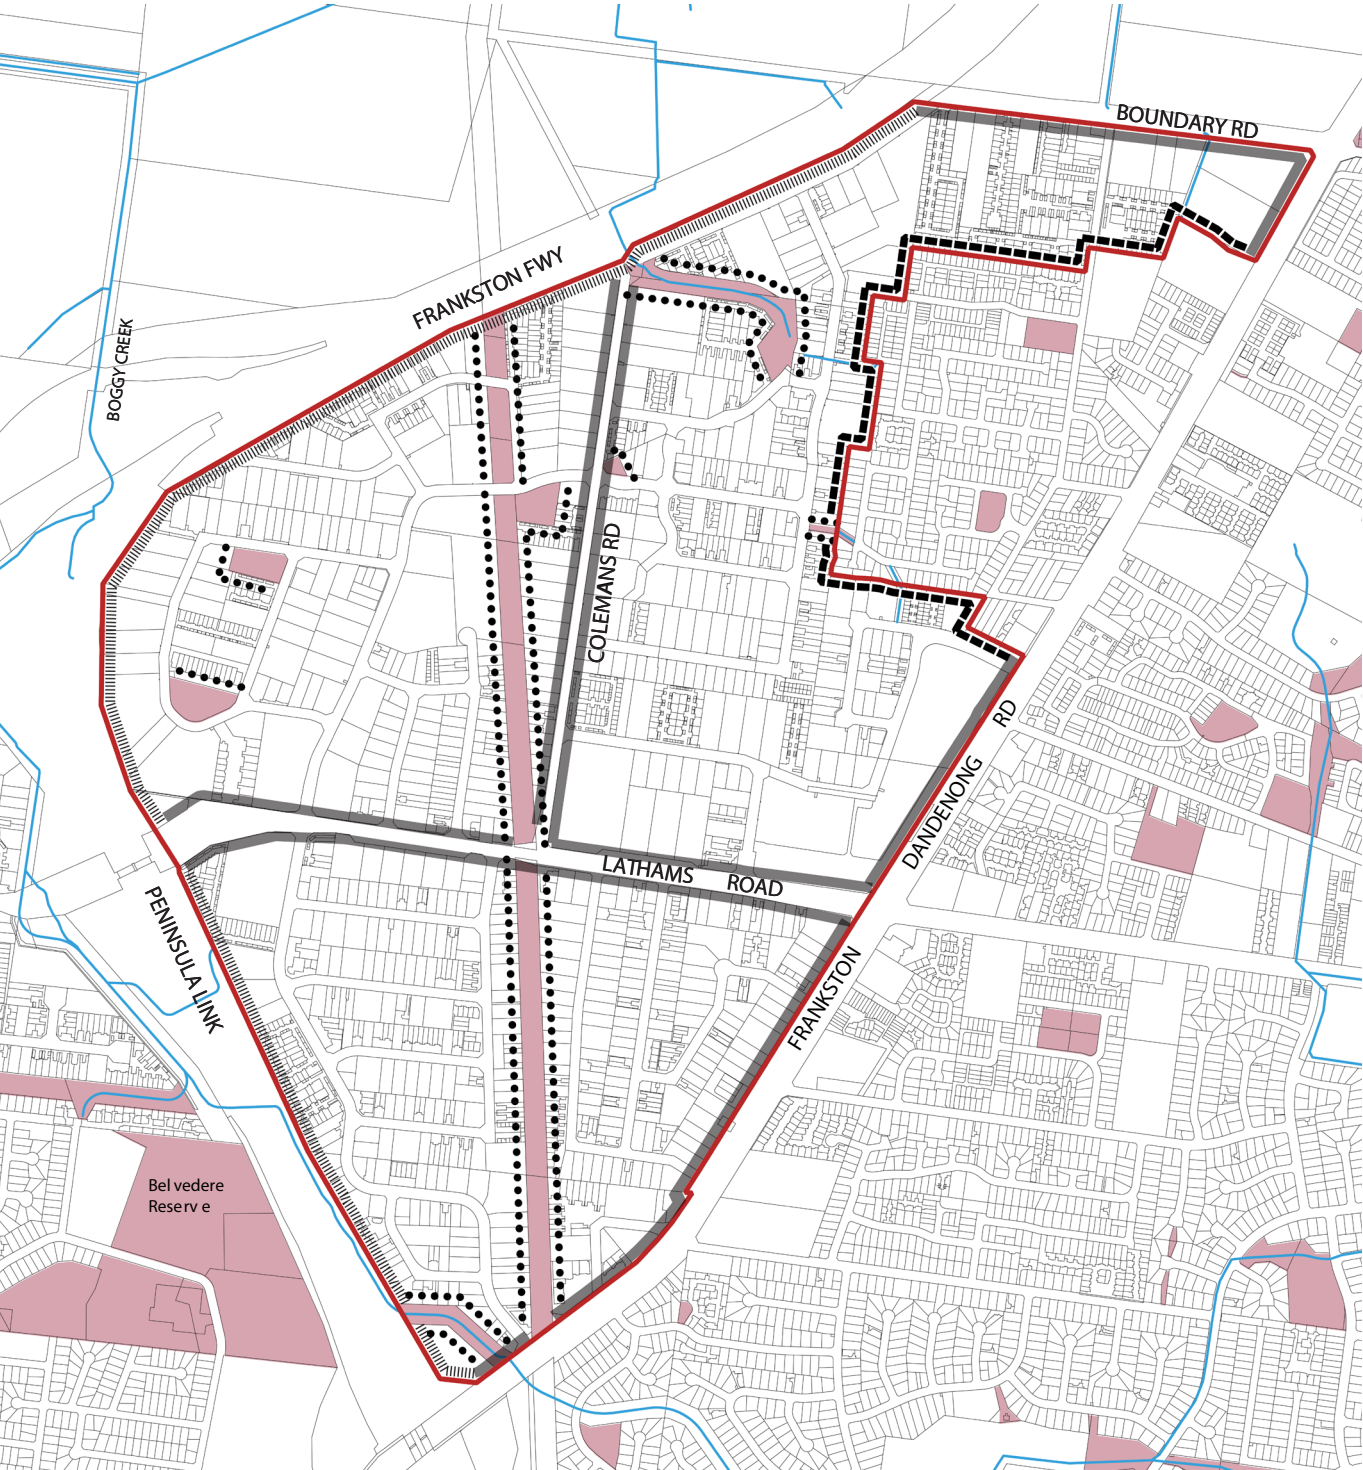 BOUNDARY RD
FRANKSTON FWY
BOGGY CREEK
COLEMANS RD
RD
DANDENONG
LATHAMS ROAD
FRANKSTON
PENINSULA LINK
Bel vedere
Reserv e